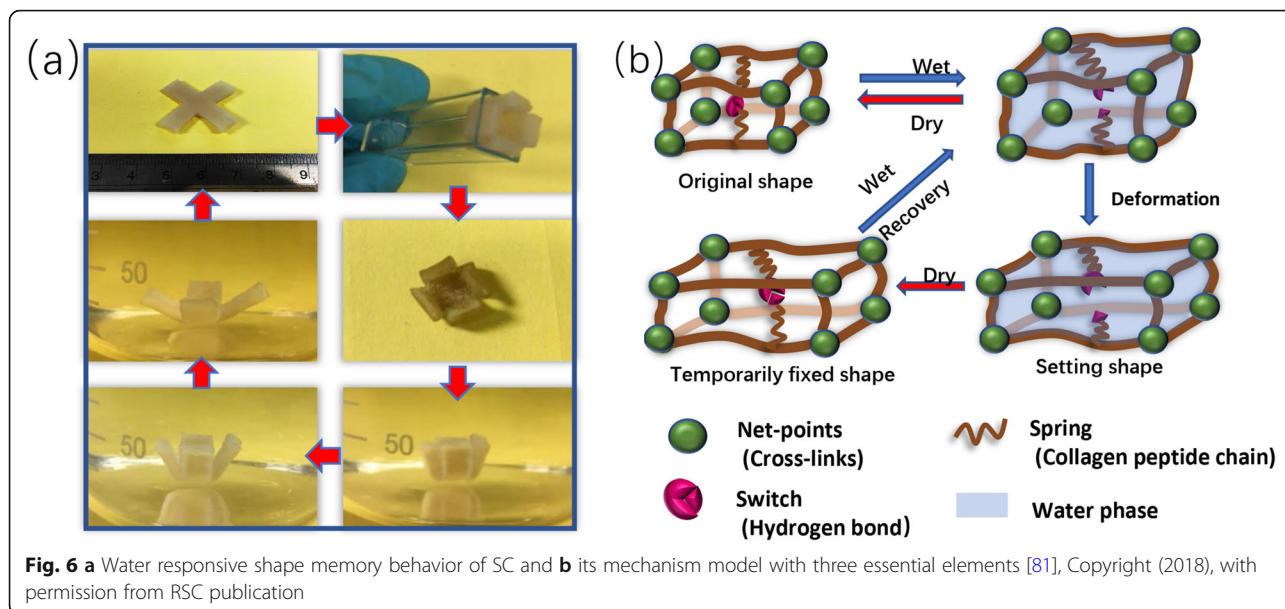 (a)
3 4 5 6 7 8 9
50
50
50
(b)
Wet
Dry
Original shape
Wet
Recovery
Deformation
Dry
Temporarily fixed shape
Setting shape
Net-points
(Cross-links)
Spring
(Collagen peptide chain)
Switch
(Hydrogen bond)
Water phase
Fig. 6 a Water responsive shape memory behavior of SC and b its mechanism model with three essential elements [81], Copyright (2018), with
permission from RSC publication